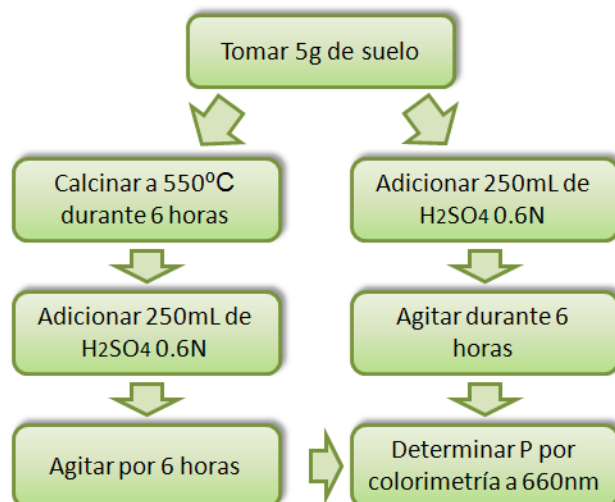 Tomar 5g de suelo
Calcinar a 550ºC
durante 6 horas
Adicionar 250mL de
H2SO4 0.6N
Agitar por 6 horas
Adicionar 250mL de
H2SO4 0.6N
Agitar durante 6
horas
Determinar P por
colorimetría a 660nm